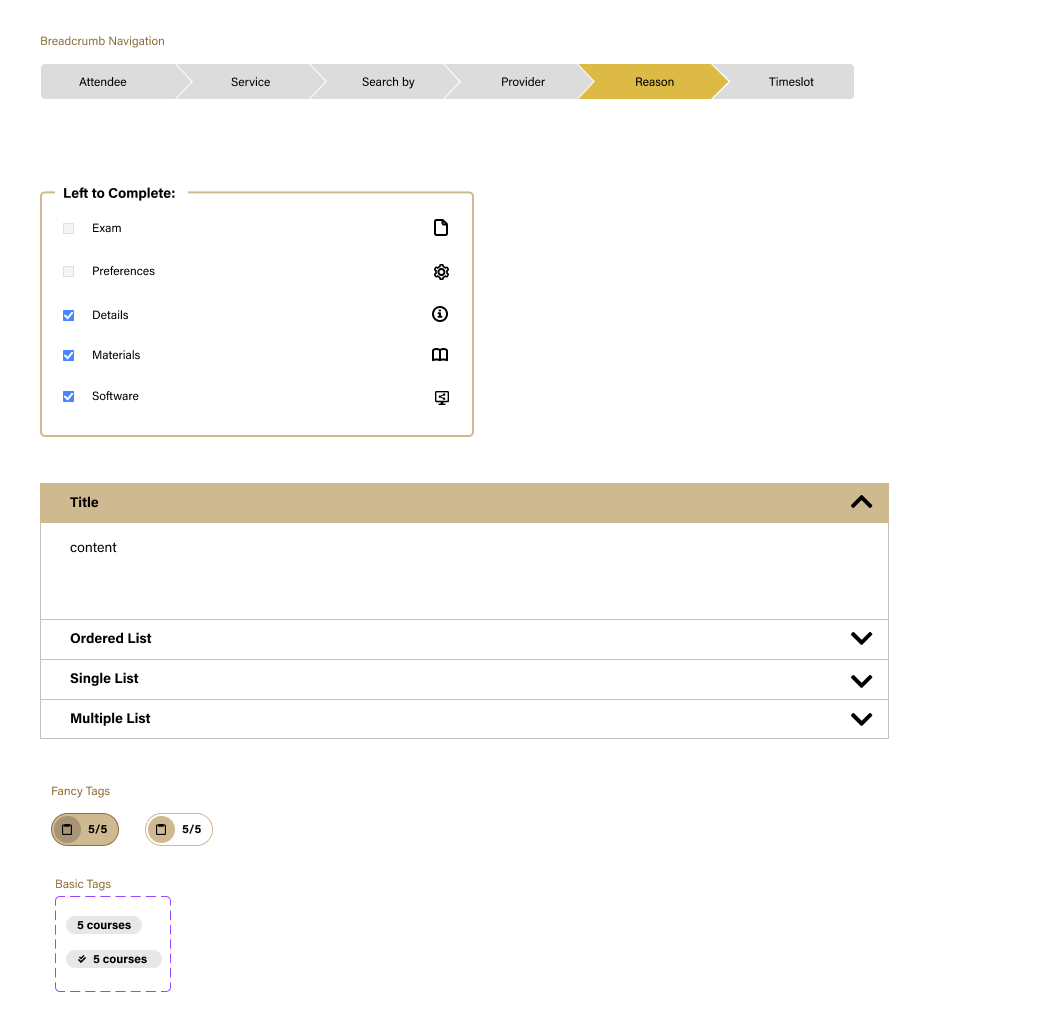 Breadcrumb Navigation
Attendee Service Search by Provider Reason Timeslot
Left to Complete:
Exam
Preferences
Details
Materials
Software
Title
content
Ordered List
Single List
Multiple List
Fancy Tags
5/5 5/5
Basic Tags
5 courses
5 courses